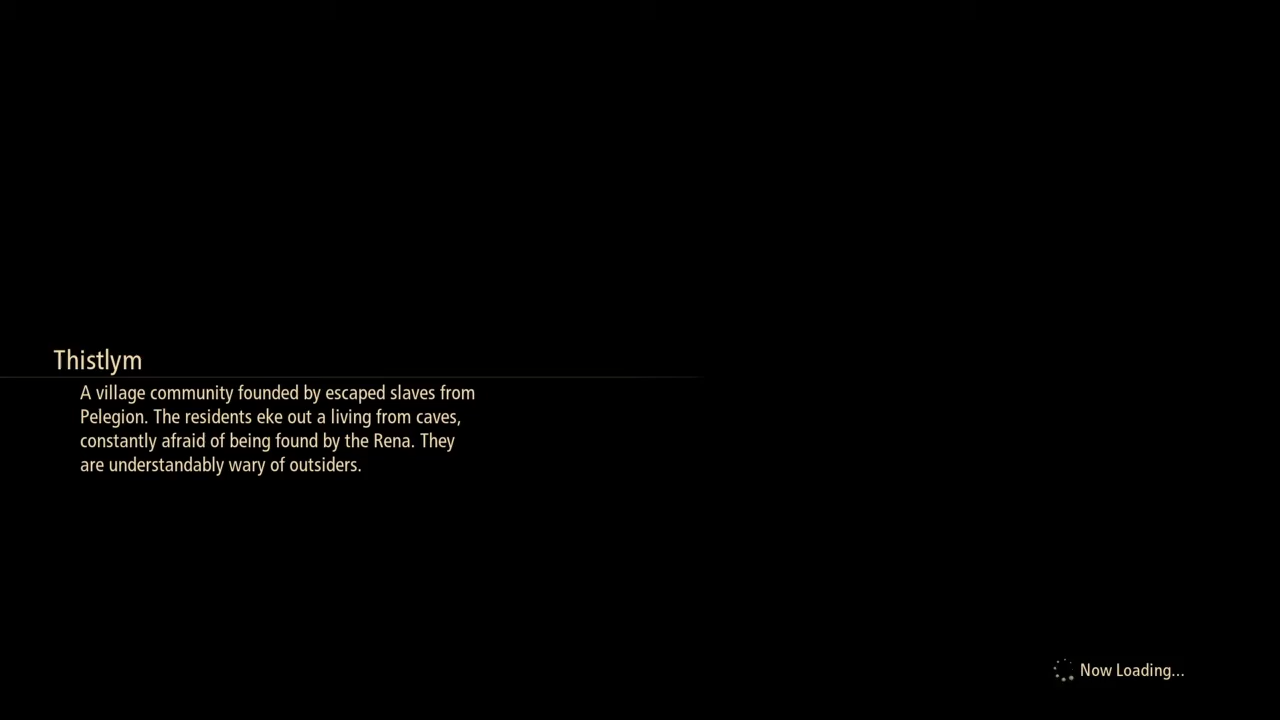 Thistlym
A village community founded by escaped slaves from
Pelegion. The residents eke out a living from caves,
constantly afraid of being found by the Rena. They
are understandably wary of outsiders.
Now Loading...